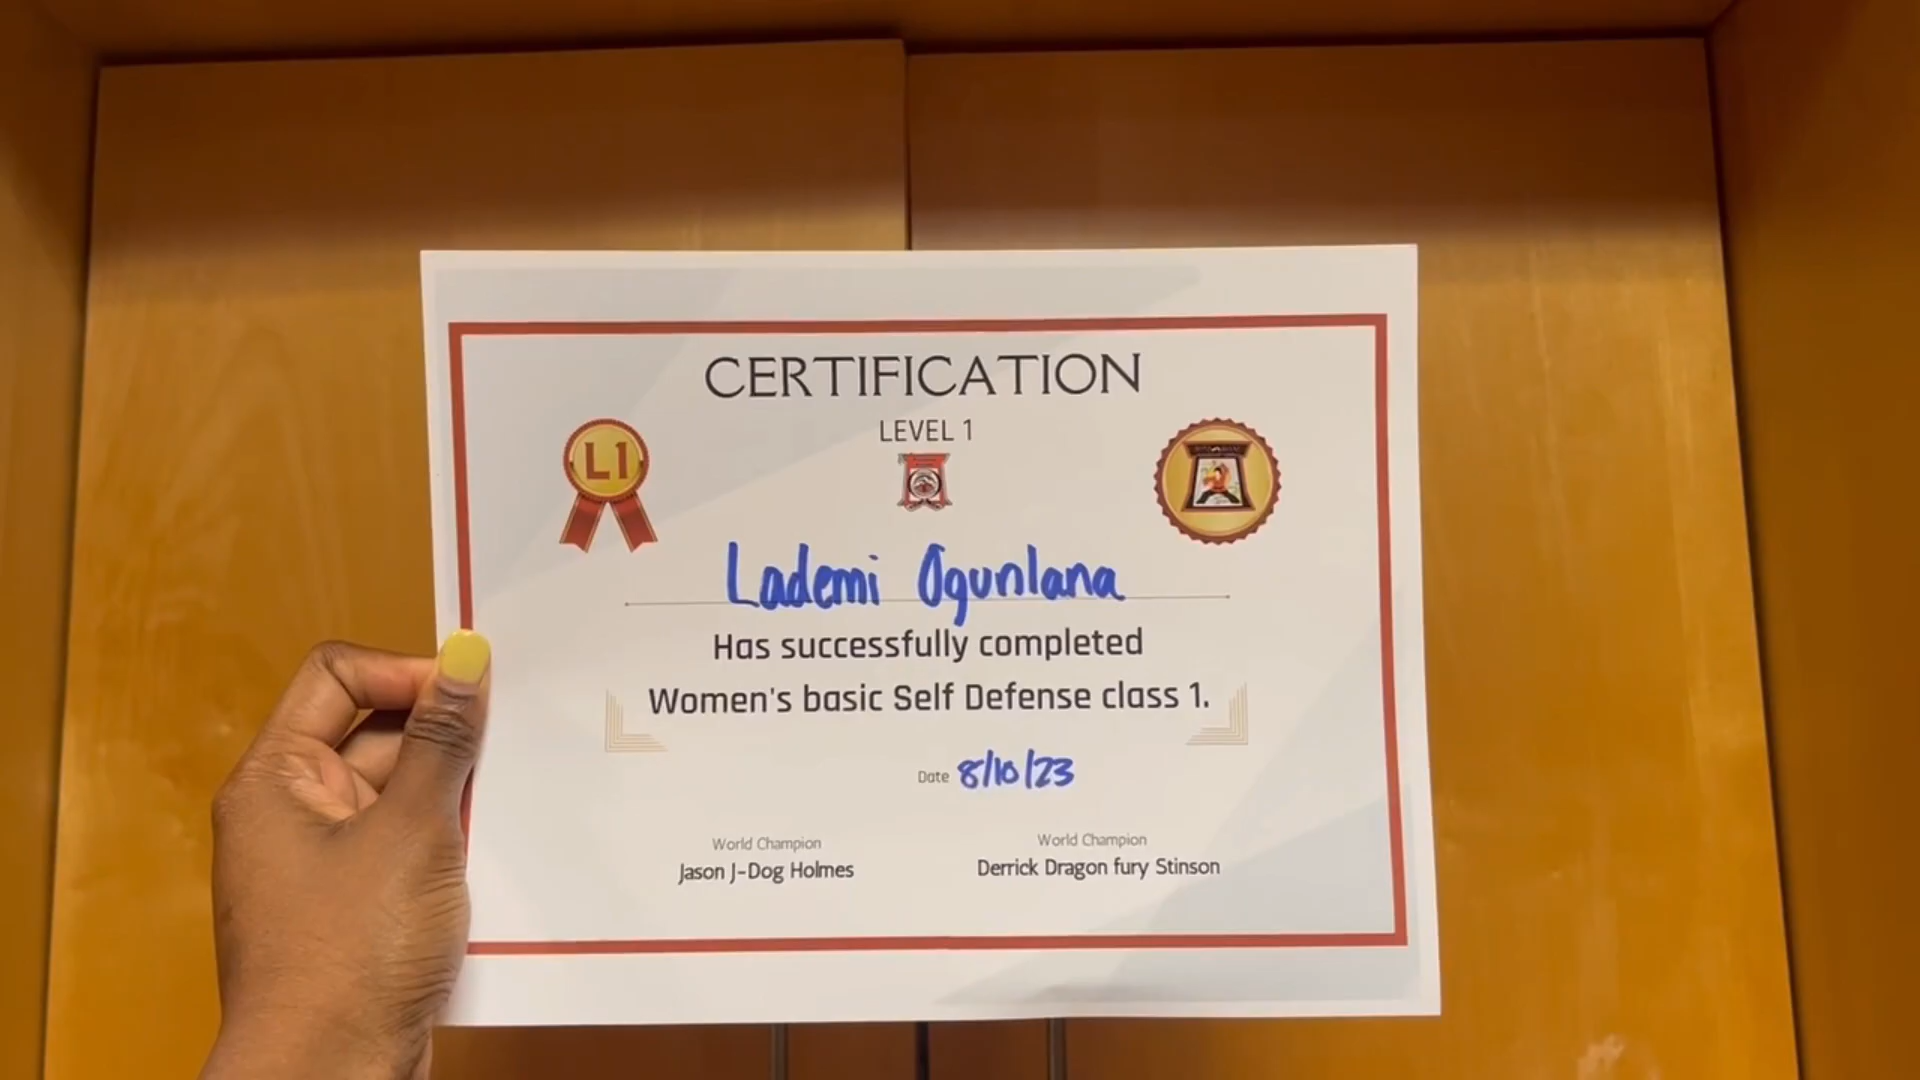 CERTIFICATION
LEVEL 1
L1
Lademi Ogunlana
Has successfully completed
Women's basic Self Defense class 1.
Date 8/10/23
World Champion
Jason J-Dog Holmes
World Champion
Derrick Dragon fury Stinson